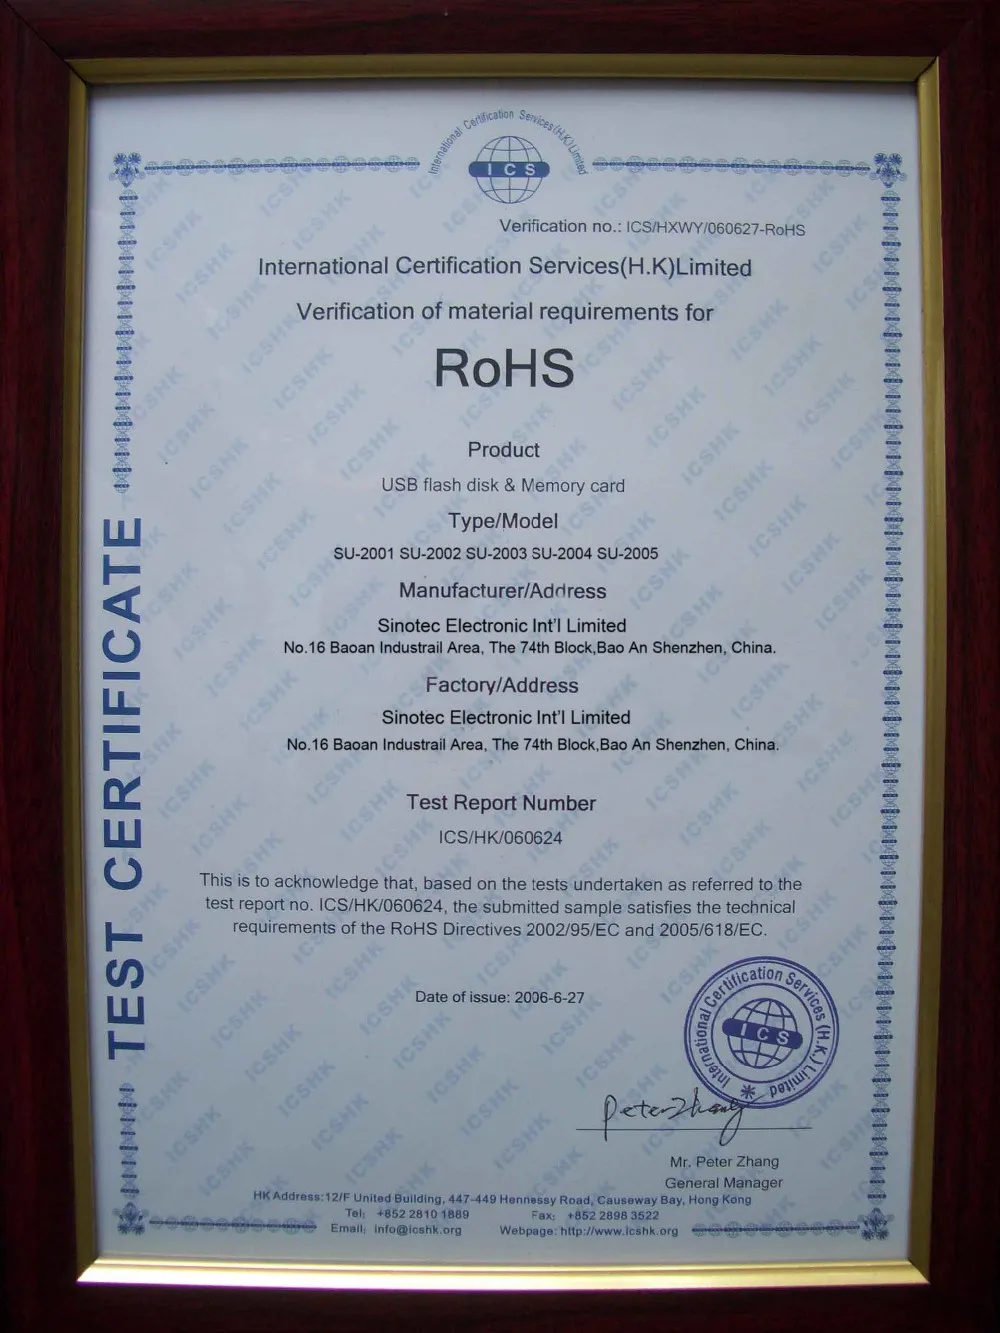 International Certification Services(H.K)Limited
ICS
Verification no.: ICS/HXWY/060627-RoHS
International Certification Services(H.K)Limited
Verification of material requirements for
RoHS
Product
USB flash disk & Memory card
Type/Model
SU-2001 SU-2002 SU-2003 SU-2004 SU-2005
Manufacturer/Address
Sinotec Electronic Int'l Limited
No.16 Baoan Industrail Area, The 74th Block,Bao An Shenzhen, China.
Factory/Address
Sinotec Electronic Int'l Limited
No.16 Baoan Industrail Area, The 74th Block,Bao An Shenzhen, China.
Test Report Number
ICS/HK/060624
This is to acknowledge that, based on the tests undertaken as referred to the
test report no. ICS/HK/060624, the submitted sample satisfies the technical
requirements of the RoHS Directives 2002/95/EC and 2005/618/EC.
Date of issue: 2006-6-27
International Certification Services (H.K.) Limited
ICS
Peter Zhang
Mr. Peter Zhang
General Manager
HK Address:12/F United Building, 447-449 Hennessy Road, Causeway Bay, Hong Kong
Tel: +852 2810 1889 Fax: +852 2898 3522
Email: info@icshk.org Webpage: http://www.icshk.org
TEST CERTIFICATE
ICSHK